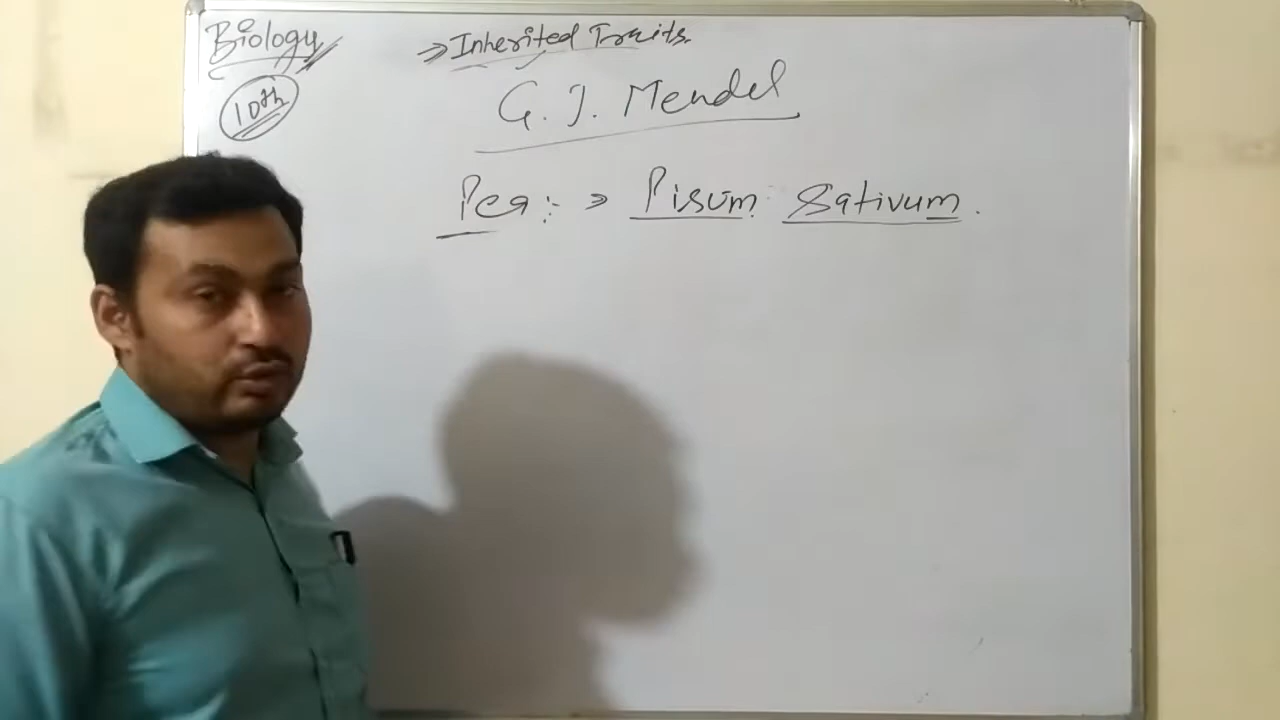 Biology
10th
⇒ Inherited Traits.
G. J. Mendel
Pea :- → Pisum Sativum.